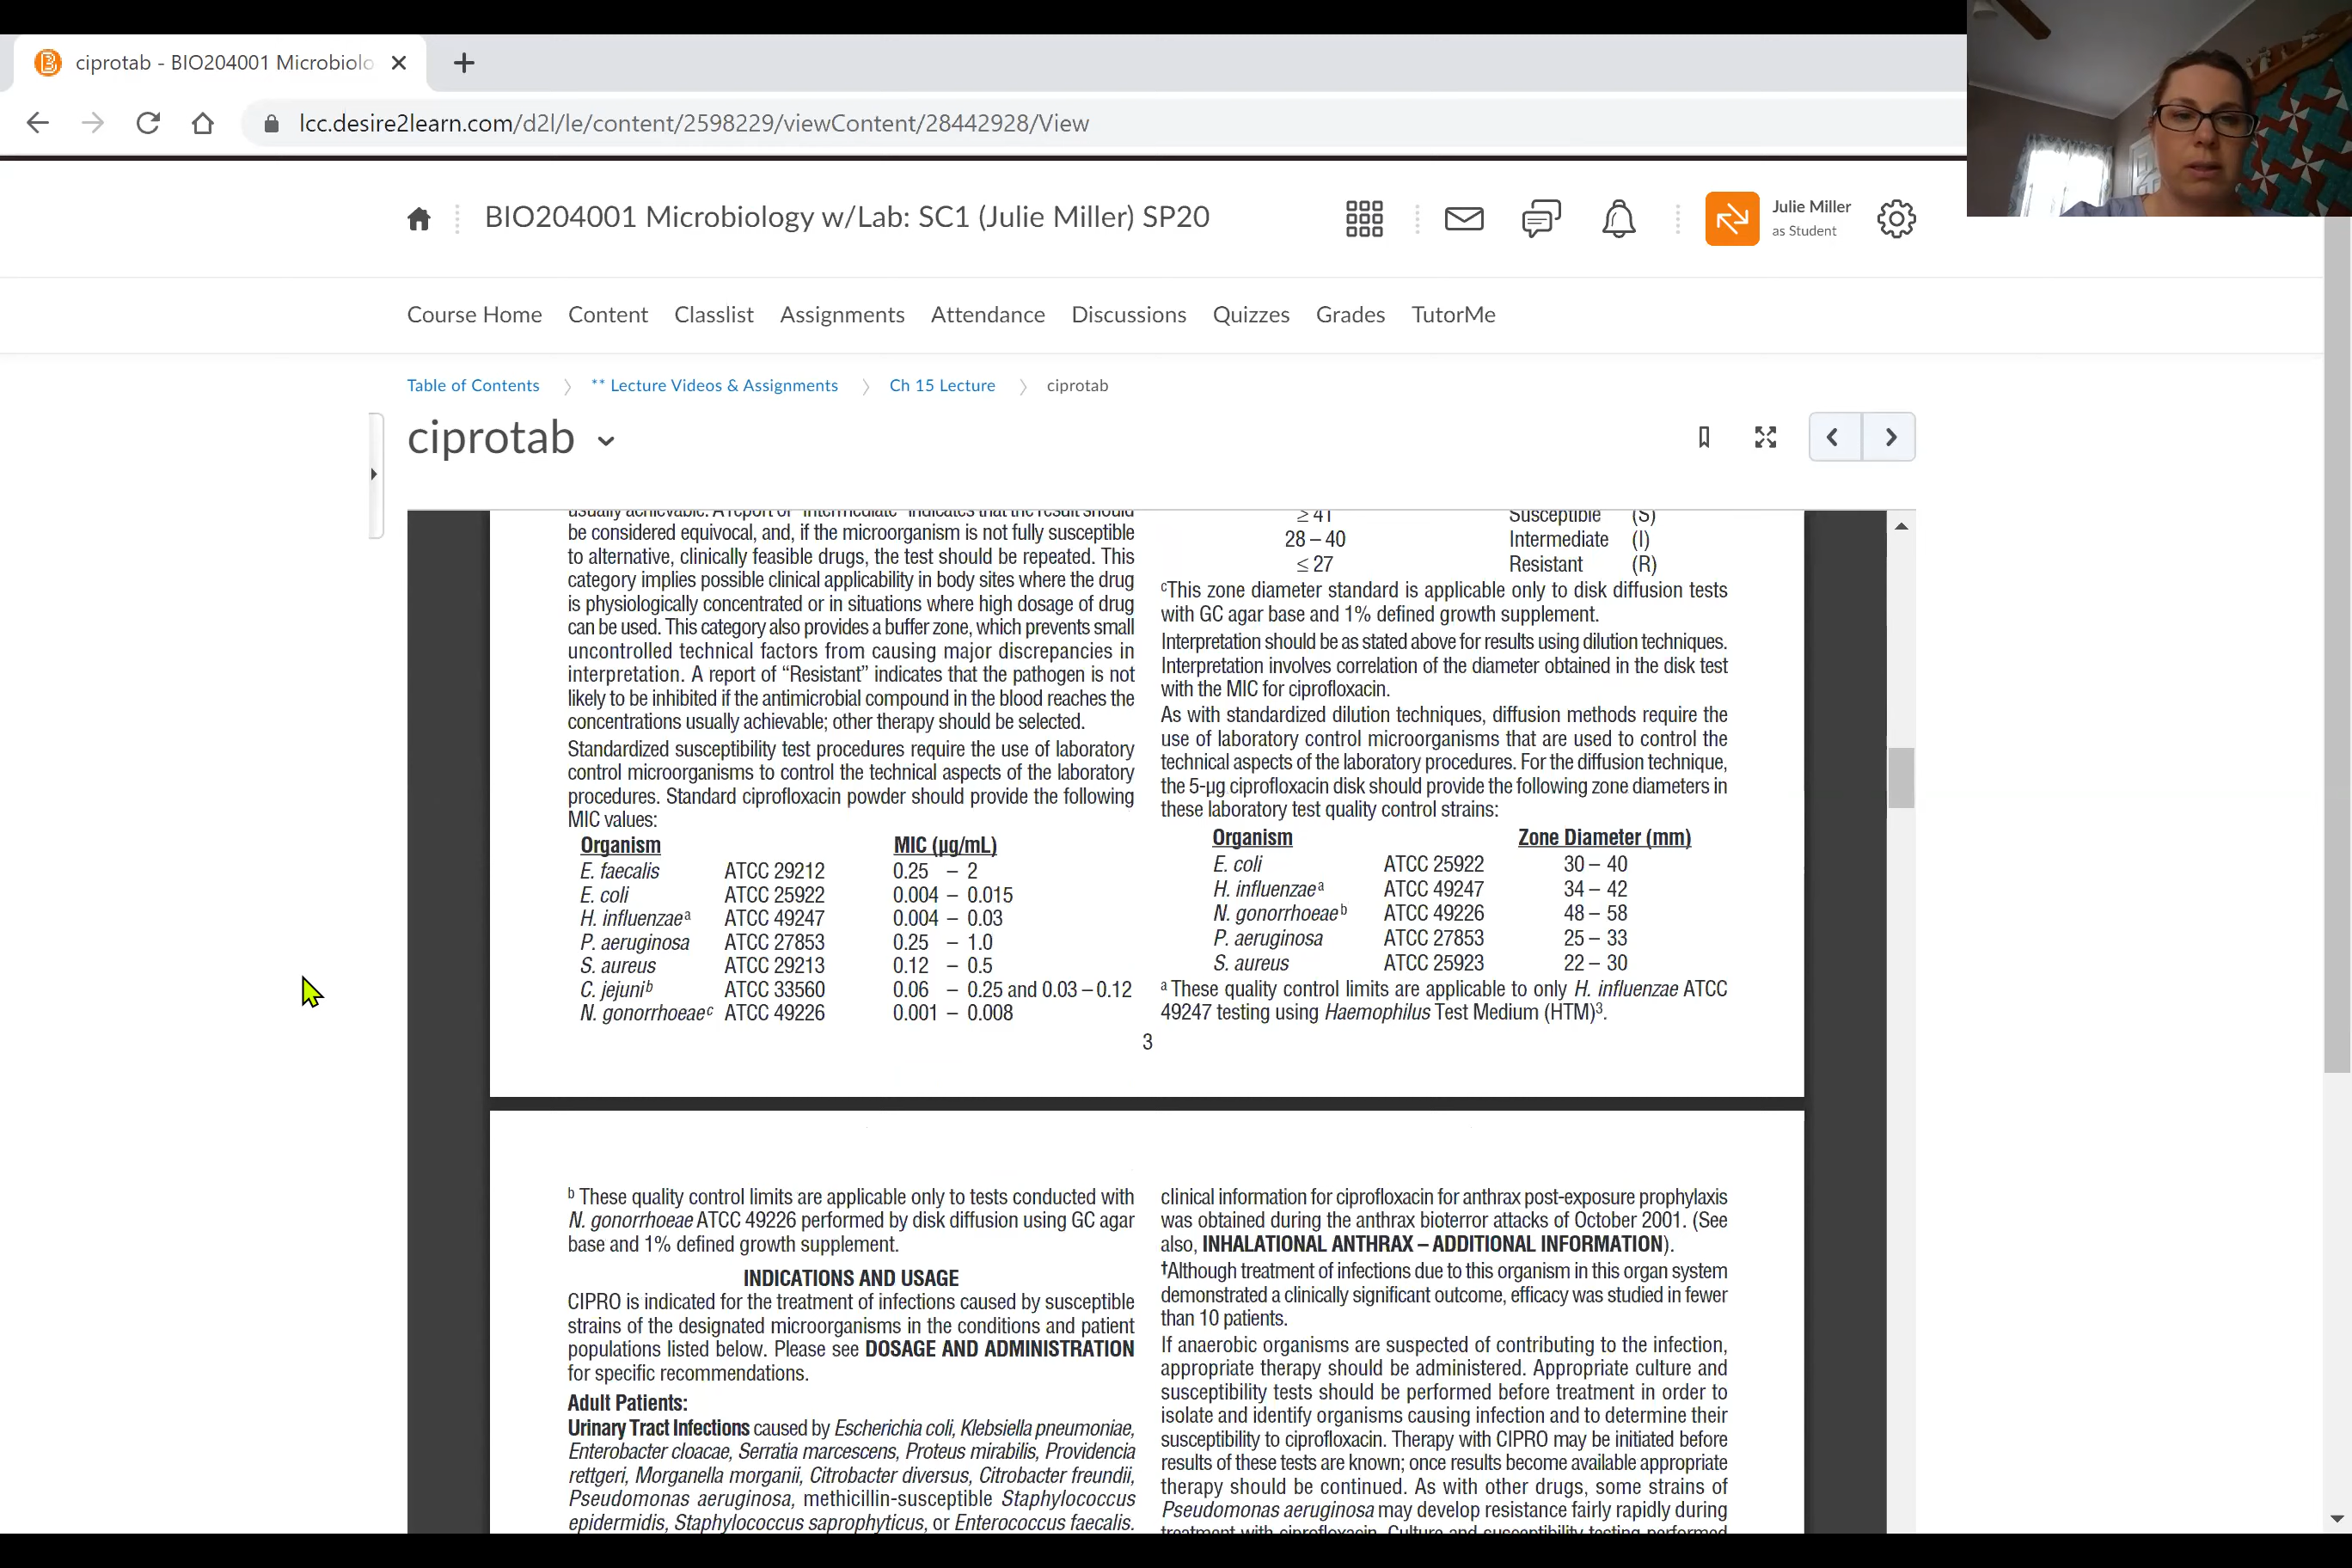 ciprotab - BIO204001 Microbiolo
lcc.desire2learn.com/d2l/le/content/2598229/viewContent/28442928/View
BIO204001 Microbiology w/Lab: SC1 (Julie Miller) SP20
Julie Miller
as Student
Course Home Content Classlist Assignments Attendance Discussions Quizzes Grades TutorMe
Table of Contents ** Lecture Videos & Assignments Ch 15 Lecture ciprotab
ciprotab
usually achievable. A report of “Intermediate” indicates that the result should
be considered equivocal, and, if the microorganism is not fully susceptible
to alternative, clinically feasible drugs, the test should be repeated. This
category implies possible clinical applicability in body sites where the drug
is physiologically concentrated or in situations where high dosage of drug
can be used. This category also provides a buffer zone, which prevents small
uncontrolled technical factors from causing major discrepancies in
interpretation. A report of “Resistant” indicates that the pathogen is not
likely to be inhibited if the antimicrobial compound in the blood reaches the
concentrations usually achievable; other therapy should be selected.
Standardized susceptibility test procedures require the use of laboratory
control microorganisms to control the technical aspects of the laboratory
procedures. Standard ciprofloxacin powder should provide the following
MIC values:
Organism MIC (µg/mL)
E. faecalis ATCC 29212 0.25 – 2
E. coli ATCC 25922 0.004 – 0.015
H. influenzaeᵃ ATCC 49247 0.004 – 0.03
P. aeruginosa ATCC 27853 0.25 – 1.0
S. aureus ATCC 29213 0.12 – 0.5
C. jejuniᵇ ATCC 33560 0.06 – 0.25 and 0.03 – 0.12
N. gonorrhoeaeᶜ ATCC 49226 0.001 – 0.008
≥ 41 Susceptible (S)
28 – 40 Intermediate (I)
≤ 27 Resistant (R)
ᶜThis zone diameter standard is applicable only to disk diffusion tests
with GC agar base and 1% defined growth supplement.
Interpretation should be as stated above for results using dilution techniques.
Interpretation involves correlation of the diameter obtained in the disk test
with the MIC for ciprofloxacin.
As with standardized dilution techniques, diffusion methods require the
use of laboratory control microorganisms that are used to control the
technical aspects of the laboratory procedures. For the diffusion technique,
the 5-µg ciprofloxacin disk should provide the following zone diameters in
these laboratory test quality control strains:
Organism Zone Diameter (mm)
E. coli ATCC 25922 30 – 40
H. influenzaeᵃ ATCC 49247 34 – 42
N. gonorrhoeaeᵇ ATCC 49226 48 – 58
P. aeruginosa ATCC 27853 25 – 33
S. aureus ATCC 25923 22 – 30
ᵃ These quality control limits are applicable to only H. influenzae ATCC
49247 testing using Haemophilus Test Medium (HTM)³.
3
ᵇ These quality control limits are applicable only to tests conducted with
N. gonorrhoeae ATCC 49226 performed by disk diffusion using GC agar
base and 1% defined growth supplement.
INDICATIONS AND USAGE
CIPRO is indicated for the treatment of infections caused by susceptible
strains of the designated microorganisms in the conditions and patient
populations listed below. Please see DOSAGE AND ADMINISTRATION
for specific recommendations.
Adult Patients:
Urinary Tract Infections caused by Escherichia coli, Klebsiella pneumoniae,
Enterobacter cloacae, Serratia marcescens, Proteus mirabilis, Providencia
rettgeri, Morganella morganii, Citrobacter diversus, Citrobacter freundii,
Pseudomonas aeruginosa, methicillin-susceptible Staphylococcus
epidermidis, Staphylococcus saprophyticus, or Enterococcus faecalis.
clinical information for ciprofloxacin for anthrax post-exposure prophylaxis
was obtained during the anthrax bioterror attacks of October 2001. (See
also, INHALATIONAL ANTHRAX – ADDITIONAL INFORMATION).
†Although treatment of infections due to this organism in this organ system
demonstrated a clinically significant outcome, efficacy was studied in fewer
than 10 patients.
If anaerobic organisms are suspected of contributing to the infection,
appropriate therapy should be administered. Appropriate culture and
susceptibility tests should be performed before treatment in order to
isolate and identify organisms causing infection and to determine their
susceptibility to ciprofloxacin. Therapy with CIPRO may be initiated before
results of these tests are known; once results become available appropriate
therapy should be continued. As with other drugs, some strains of
Pseudomonas aeruginosa may develop resistance fairly rapidly during
treatment with ciprofloxacin. Culture and susceptibility testing performed